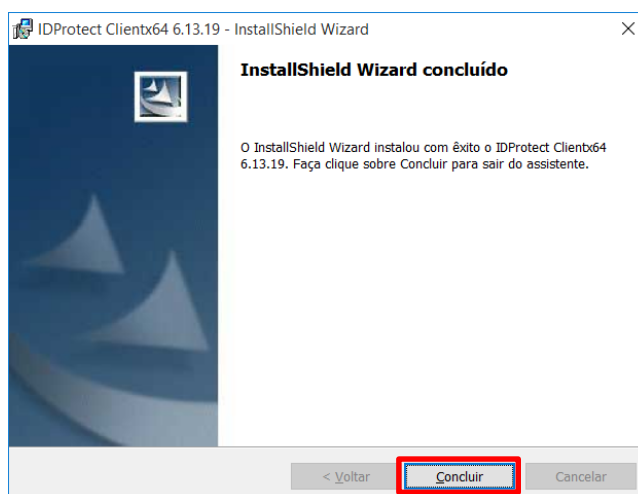 IDProtect Clientx64 6.13.19 - InstallShield Wizard
InstallShield Wizard concluído
O InstallShield Wizard instalou com êxito o IDProtect Clientx64
6.13.19. Faça clique sobre Concluir para sair do assistente.
< Voltar Concluir Cancelar